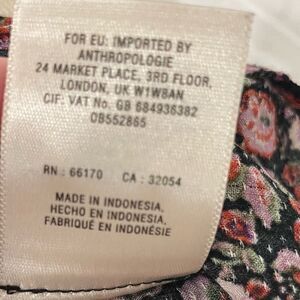 FOR EU: IMPORTED BY
ANTHROPOLOGIE
24 MARKET PLACE, 3RD FLOOR,
LONDON, UK W1W8AN
CIF: VAT No. GB 684936382
0B552865
RN : 66170 CA : 32054
MADE IN INDONESIA,
HECHO EN INDONESIA,
FABRIQUÉ EN INDONÉSIE